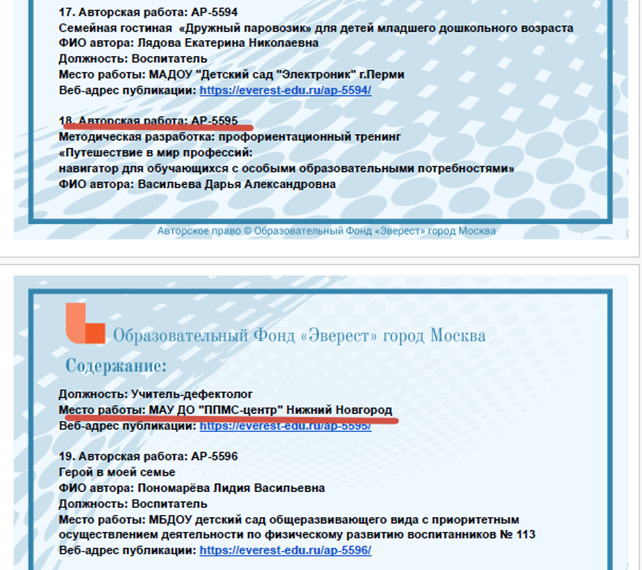 17. Авторская работа: АР-5594
Семейная гостиная «Дружный паровозик» для детей младшего дошкольного возраста
ФИО автора: Лядова Екатерина Николаевна
Должность: Воспитатель
Место работы: МАДОУ "Детский сад "Электроник" г.Перми
Веб-адрес публикации: https://everest-edu.ru/ap-5594/
18. Авторская работа: АР-5595
Методическая разработка: профориентационный тренинг
«Путешествие в мир профессий:
навигатор для обучающихся с особыми образовательными потребностями»
ФИО автора: Васильева Дарья Александровна
Авторское право © Образовательный Фонд «Эверест» город Москва
Образовательный Фонд «Эверест» город Москва
Содержание:
Должность: Учитель-дефектолог
Место работы: МАУ ДО "ППМС-центр" Нижний Новгород
Веб-адрес публикации: https://everest-edu.ru/ap-5595/
19. Авторская работа: АР-5596
Герой в моей семье
ФИО автора: Пономарёва Лидия Васильевна
Должность: Воспитатель
Место работы: МБДОУ детский сад общеразвивающего вида с приоритетным
осуществлением деятельности по физическому развитию воспитанников № 113
Веб-адрес публикации: https://everest-edu.ru/ap-5596/